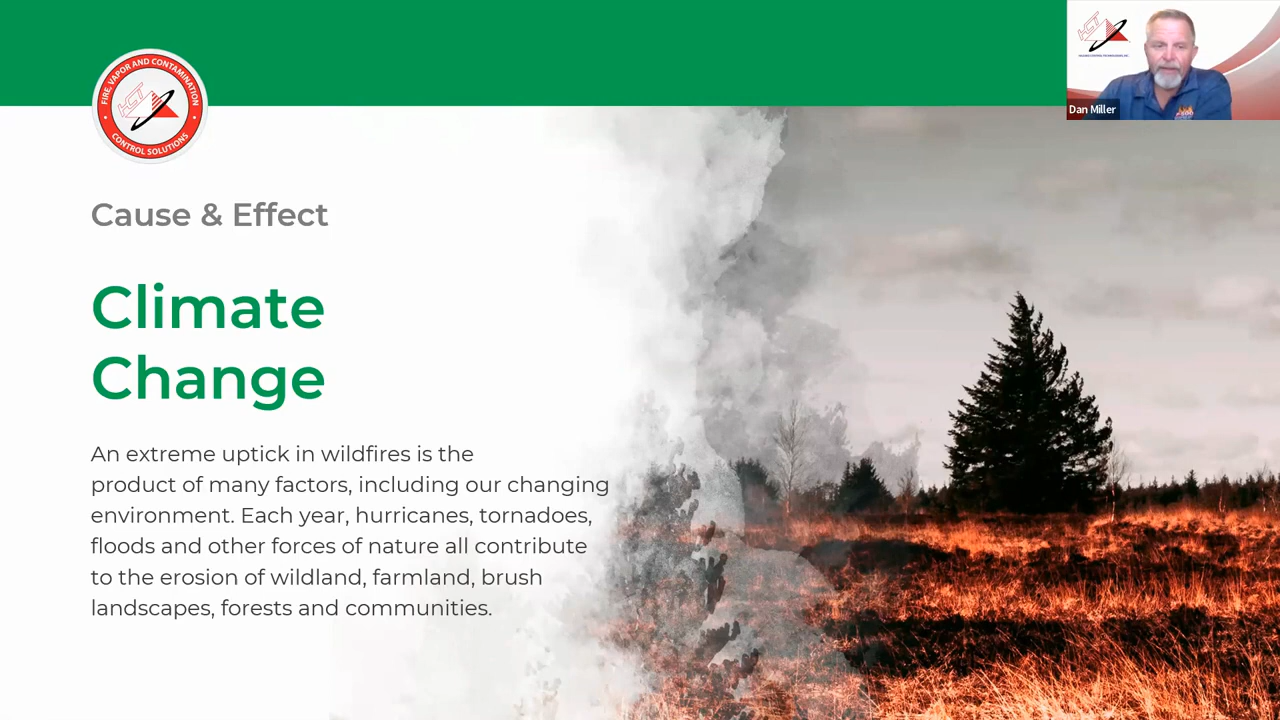 FIRE, VAPOR AND CONTAMINATION
HCT
CONTROL SOLUTIONS
HCT
Dan Miller
Cause & Effect
Climate
Change
An extreme uptick in wildfires is the
product of many factors, including our changing
environment. Each year, hurricanes, tornadoes,
floods and other forces of nature all contribute
to the erosion of wildland, farmland, brush
landscapes, forests and communities.